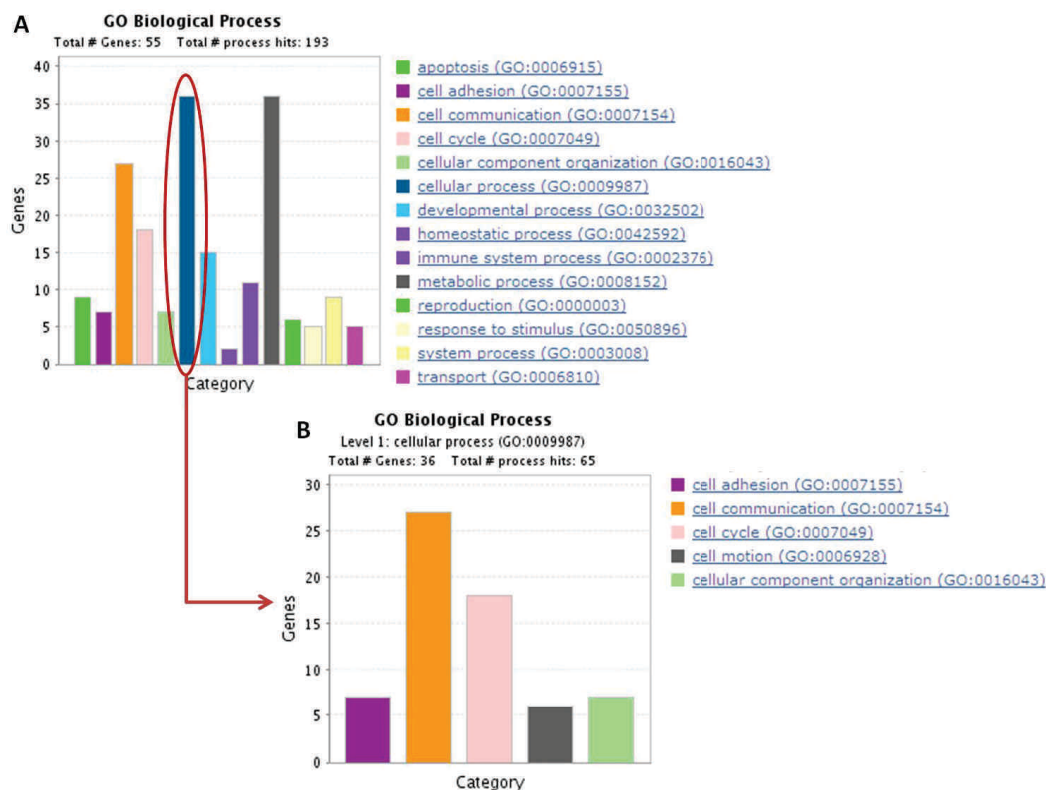 A
GO Biological Process
Total # Genes: 55 Total # process hits: 193
40
35
30
25
20
15
10
5
0
Genes
Category
apoptosis (GO:0006915)
cell adhesion (GO:0007155)
cell communication (GO:0007154)
cell cycle (GO:0007049)
cellular component organization (GO:0016043)
cellular process (GO:0009987)
developmental process (GO:0032502)
homeostatic process (GO:0042592)
immune system process (GO:0002376)
metabolic process (GO:0008152)
reproduction (GO:0000003)
response to stimulus (GO:0050896)
system process (GO:0003008)
transport (GO:0006810)
B
GO Biological Process
Level 1: cellular process (GO:0009987)
Total # Genes: 36 Total # process hits: 65
30
25
20
15
10
5
0
Genes
Category
cell adhesion (GO:0007155)
cell communication (GO:0007154)
cell cycle (GO:0007049)
cell motion (GO:0006928)
cellular component organization (GO:0016043)